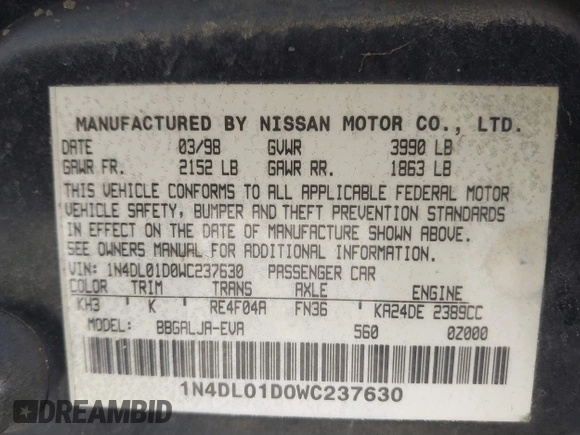 MANUFACTURED BY NISSAN MOTOR CO., LTD.
DATE 03/98 GVWR 3990 LB
GAWR FR. 2152 LB GAWR RR. 1863 LB
THIS VEHICLE CONFORMS TO ALL APPLICABLE FEDERAL MOTOR
VEHICLE SAFETY, BUMPER AND THEFT PREVENTION STANDARDS
IN EFFECT ON THE DATE OF MANUFACTURE SHOWN ABOVE.
SEE OWNERS MANUAL FOR ADDITIONAL INFORMATION.
VIN: 1N4DL01D0WC237630 PASSENGER CAR
COLOR TRIM TRANS AXLE ENGINE
KH3 K RE4F04A FN36 KA24DE 2389CC
MODEL: BBGALJA-EVA 560 0Z000
1N4DL01D0WC237630
DREAMBID